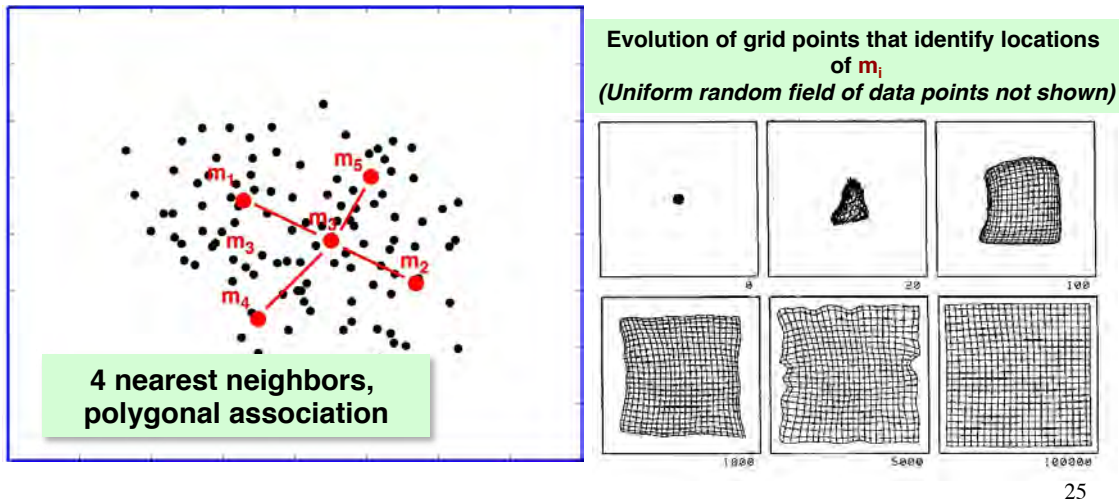 m₅
m₁
m₃
m₃
m₂
m₄
4 nearest neighbors,
polygonal association
Evolution of grid points that identify locations
of mᵢ
(Uniform random field of data points not shown)
0 20 100
1000 5000 100000
25